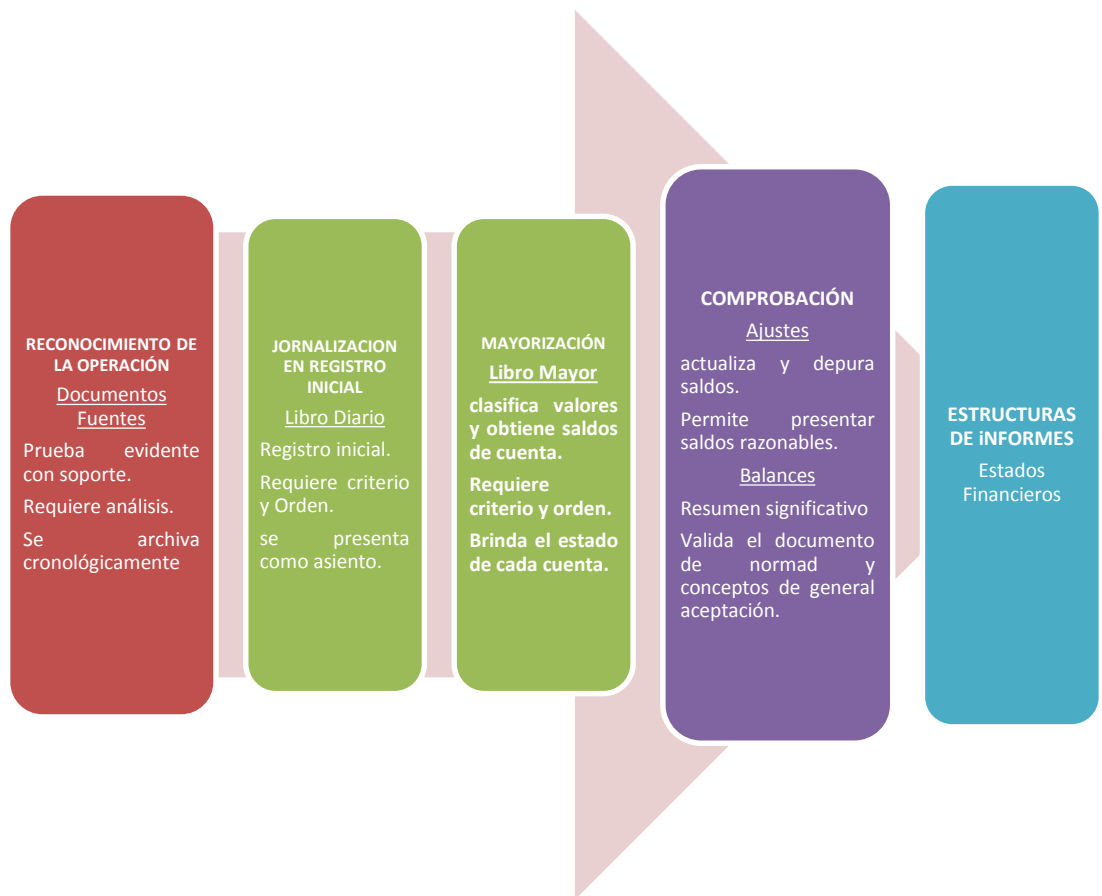 RECONOCIMIENTO DE
LA OPERACIÓN
Documentos
Fuentes
Prueba evidente
con soporte.
Requiere análisis.
Se archiva
cronológicamente
JORNALIZACION
EN REGISTRO
INICIAL
Libro Diario
Registro inicial.
Requiere criterio
y Orden.
se presenta
como asiento.
MAYORIZACIÓN
Libro Mayor
clasifica valores
y obtiene saldos
de cuenta.
Requiere
criterio y orden.
Brinda el estado
de cada cuenta.
COMPROBACIÓN
Ajustes
actualiza y depura
saldos.
Permite presentar
saldos razonables.
Balances
Resumen significativo
Valida el documento
de normad y
conceptos de general
aceptación.
ESTRUCTURAS
DE iNFORMES
Estados
Financieros